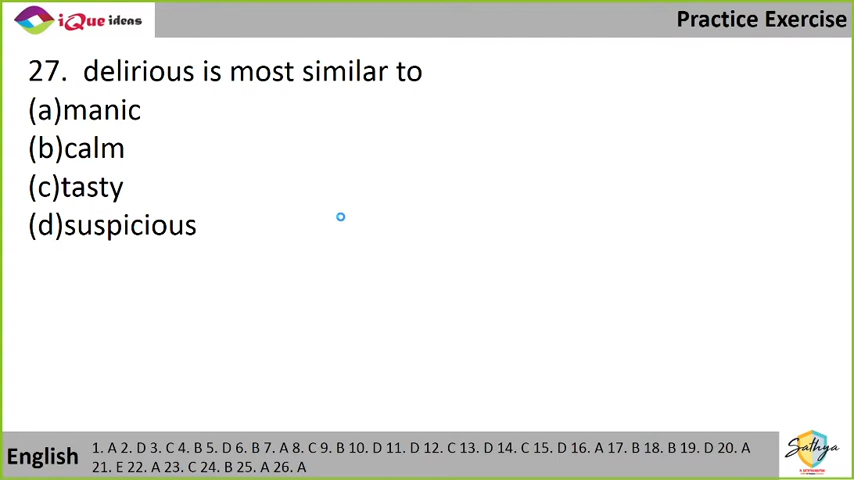 iQue ideas
Practice Exercise
27. delirious is most similar to
(a)manic
(b)calm
(c)tasty
(d)suspicious
English
1. A 2. D 3. C 4. B 5. D 6. B 7. A 8. C 9. B 10. D 11. D 12. C 13. D 14. C 15. D 16. A 17. B 18. B 19. D 20. A
21. E 22. A 23. C 24. B 25. A 26. A
Sathya